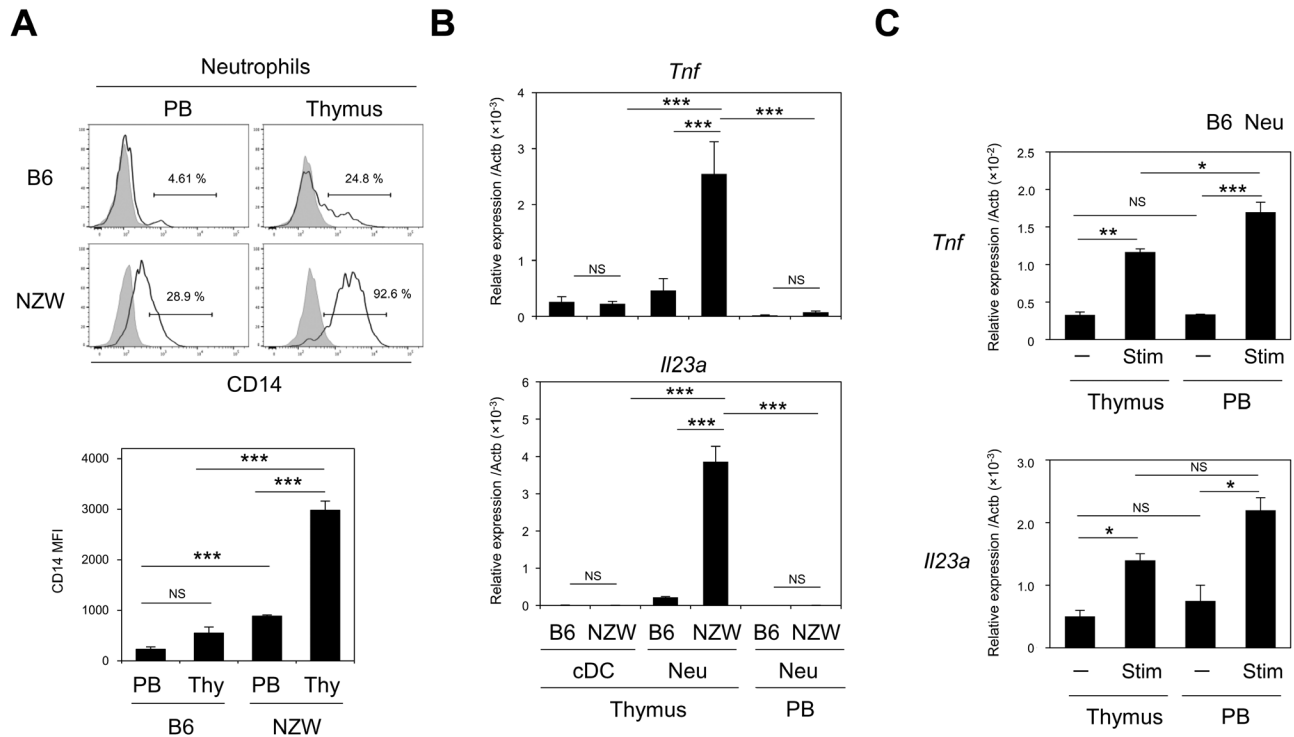 A
Neutrophils
PB
Thymus
B6
4.61 %
24.8 %
NZW
28.9 %
92.6 %
CD14
4000
3000
2000
1000
0
CD14 MFI
***
***
***
NS
PB Thy PB Thy
B6 NZW
B
Tnf
Relative expression /Actb (×10-3)
4
3
2
1
0
***
***
***
NS
NS
Il23a
Relative expression /Actb (×10-3)
6
5
4
3
2
1
0
***
***
***
NS
NS
B6 NZW B6 NZW B6 NZW
cDC Neu Neu
Thymus PB
C
B6 Neu
Tnf
Relative expression /Actb (×10-2)
2.5
2.0
1.5
1.0
0.5
0
*
***
NS
**
– Stim – Stim
Thymus PB
Il23a
Relative expression /Actb (×10-3)
3.0
2.0
1.0
0
NS
*
NS
*
– Stim – Stim
Thymus PB